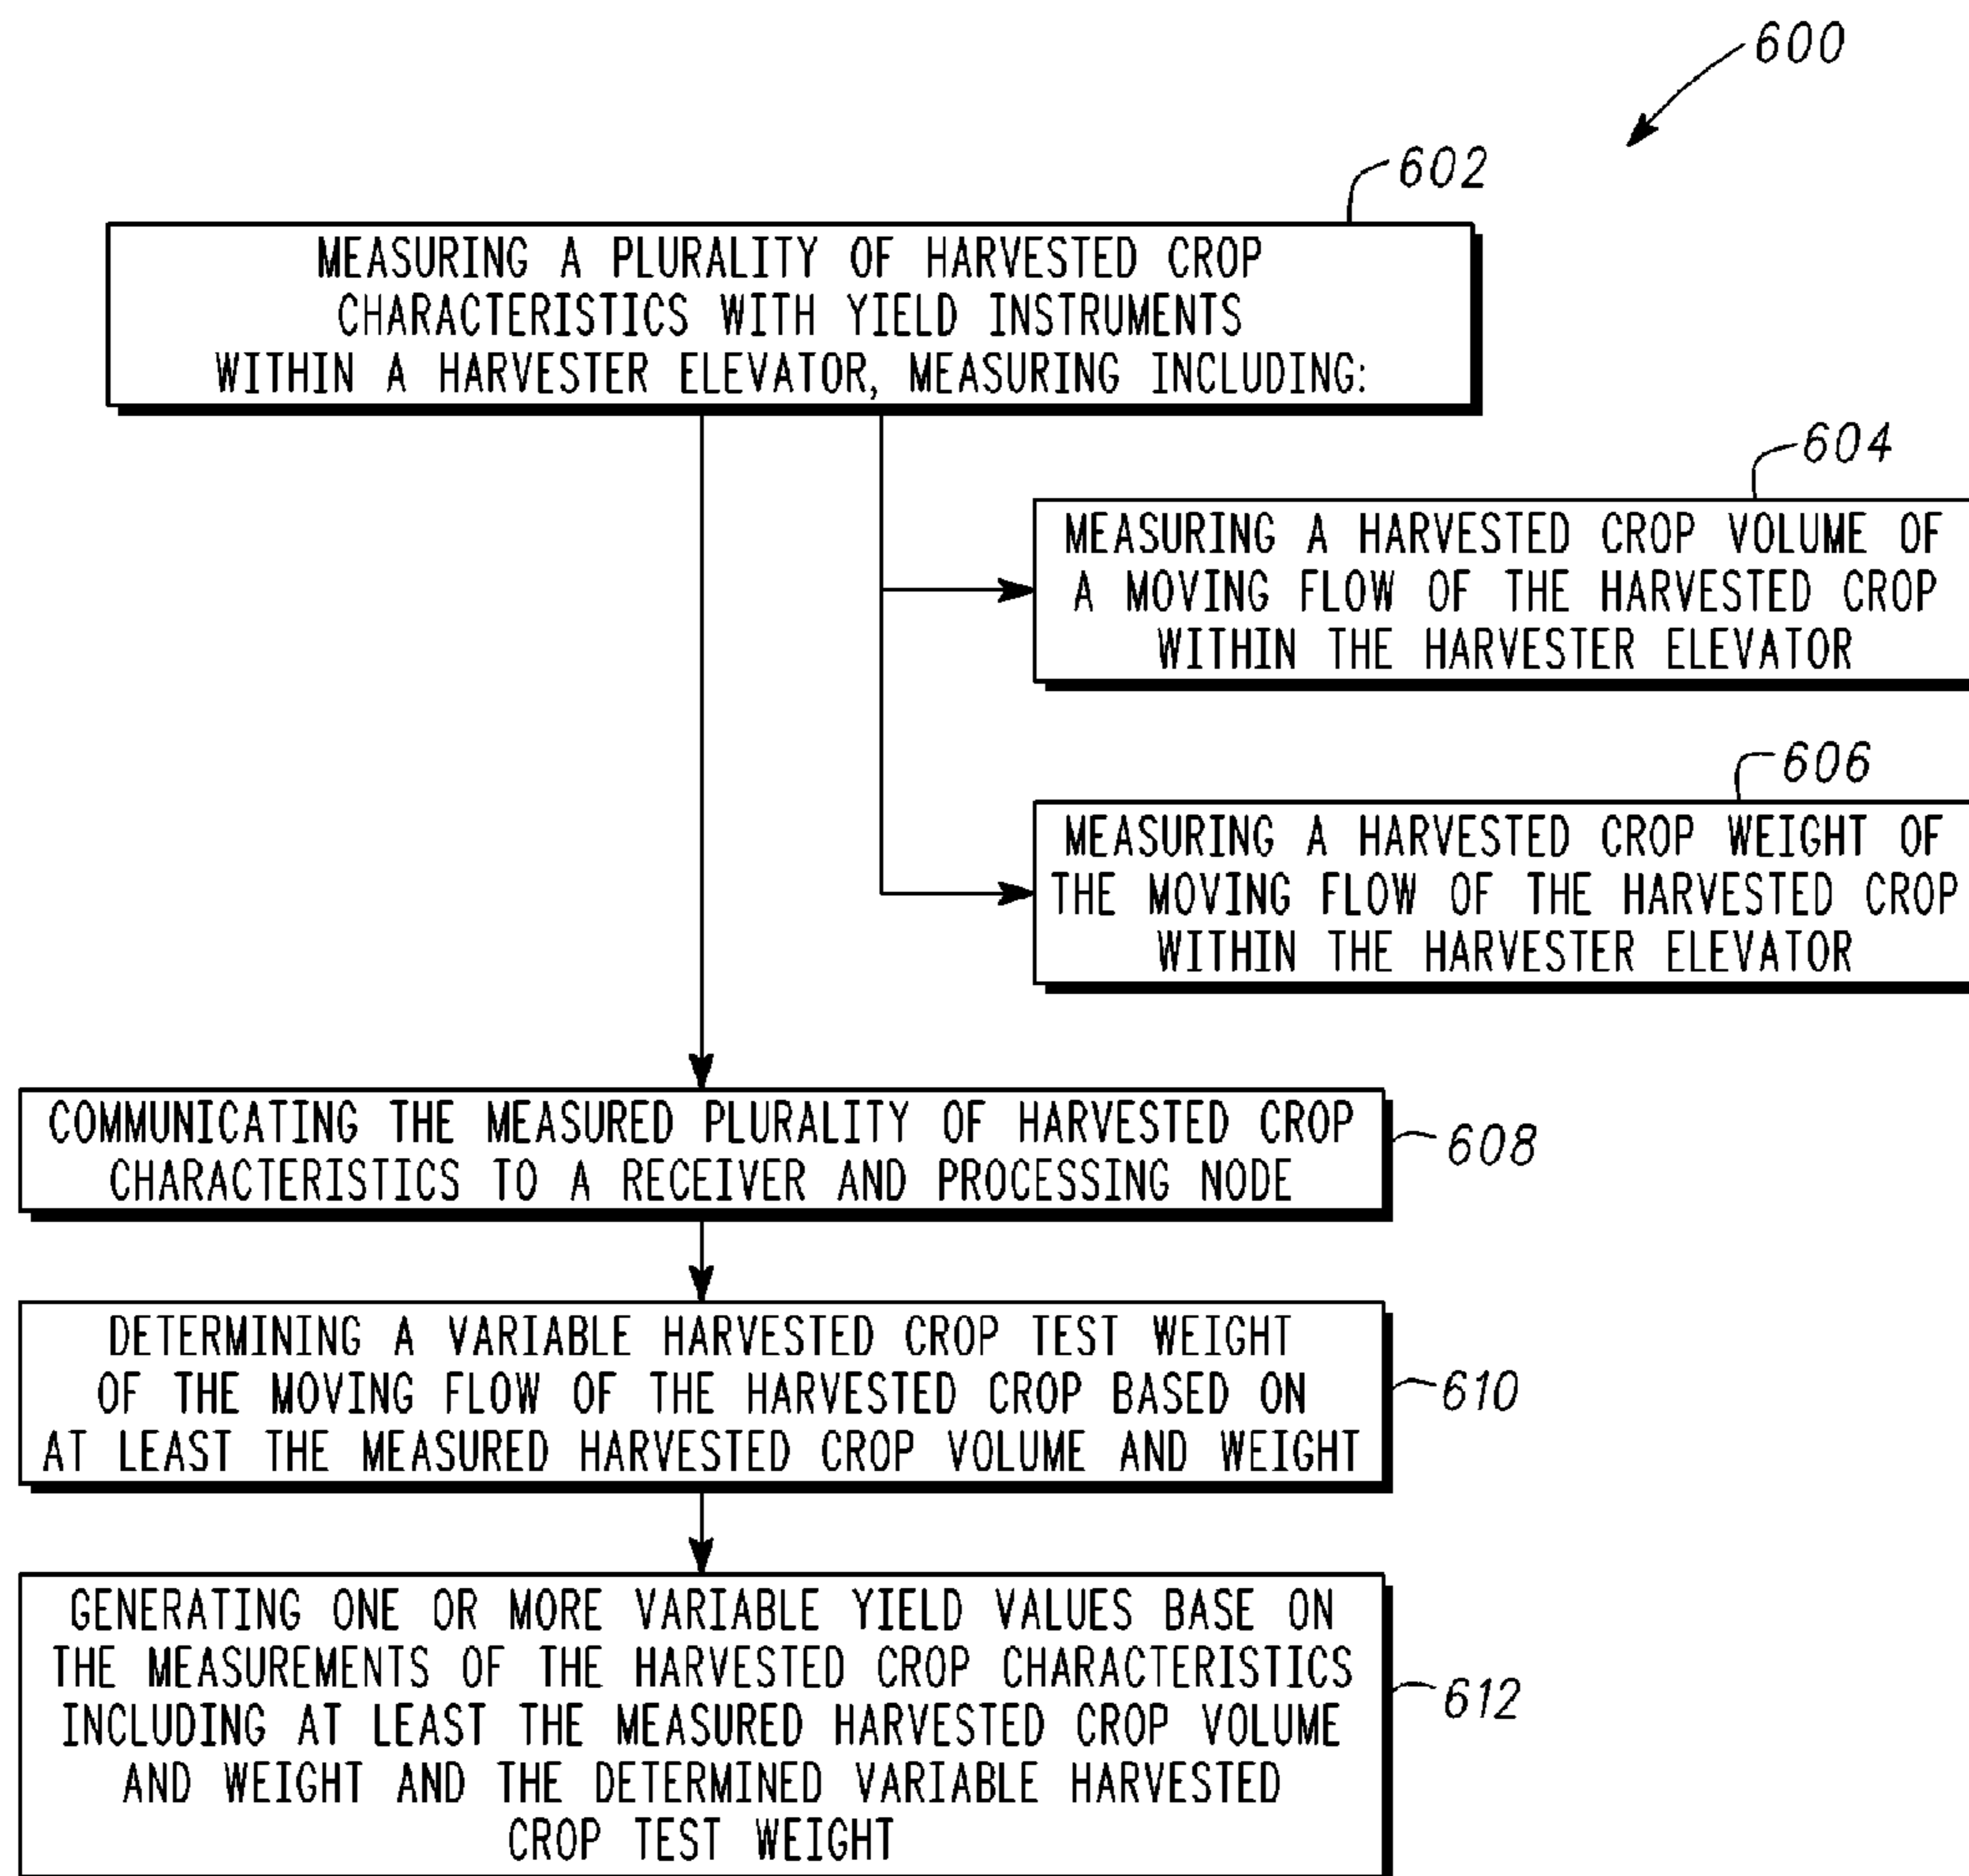 600
602
MEASURING A PLURALITY OF HARVESTED CROP
CHARACTERISTICS WITH YIELD INSTRUMENTS
WITHIN A HARVESTER ELEVATOR, MEASURING INCLUDING:
604
MEASURING A HARVESTED CROP VOLUME OF
A MOVING FLOW OF THE HARVESTED CROP
WITHIN THE HARVESTER ELEVATOR
606
MEASURING A HARVESTED CROP WEIGHT OF
THE MOVING FLOW OF THE HARVESTED CROP
WITHIN THE HARVESTER ELEVATOR
COMMUNICATING THE MEASURED PLURALITY OF HARVESTED CROP
CHARACTERISTICS TO A RECEIVER AND PROCESSING NODE
608
DETERMINING A VARIABLE HARVESTED CROP TEST WEIGHT
OF THE MOVING FLOW OF THE HARVESTED CROP BASED ON
AT LEAST THE MEASURED HARVESTED CROP VOLUME AND WEIGHT
610
GENERATING ONE OR MORE VARIABLE YIELD VALUES BASE ON
THE MEASUREMENTS OF THE HARVESTED CROP CHARACTERISTICS
INCLUDING AT LEAST THE MEASURED HARVESTED CROP VOLUME
AND WEIGHT AND THE DETERMINED VARIABLE HARVESTED
CROP TEST WEIGHT
612